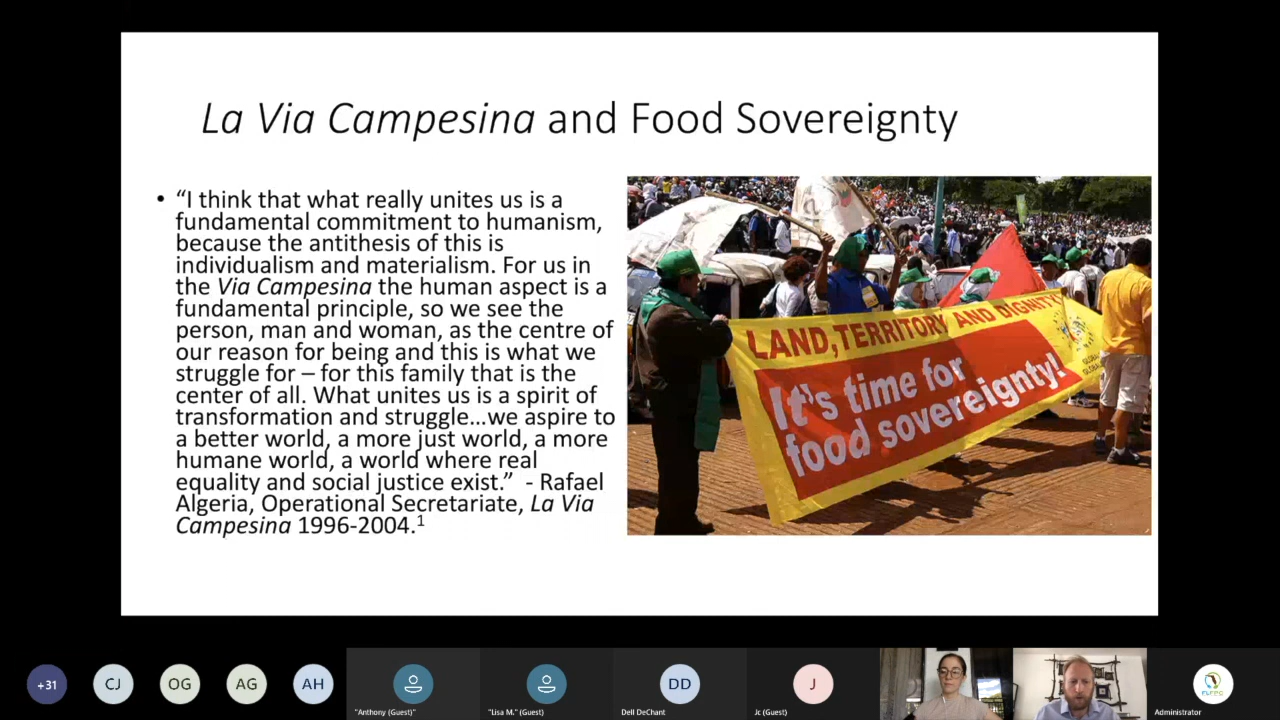 La Via Campesina and Food Sovereignty
• “I think that what really unites us is a
fundamental commitment to humanism,
because the antithesis of this is
individualism and materialism. For us in
the Via Campesina the human aspect is a
fundamental principle, so we see the
person, man and woman, as the centre of
our reason for being and this is what we
struggle for – for this family that is the
center of all. What unites us is a spirit of
transformation and struggle…we aspire to
a better world, a more just world, a more
humane world, a world where real
equality and social justice exist.” - Rafael
Algeria, Operational Secretariate, La Via
Campesina 1996-2004.1
LAND, TERRITORY AND DIGNITY
It's time for
food sovereignty!
+31
CJ
OG
AG
AH
"Anthony (Guest)"
"Lisa M." (Guest)
DD
Dell DeChant
J
Jc (Guest)
Administrator